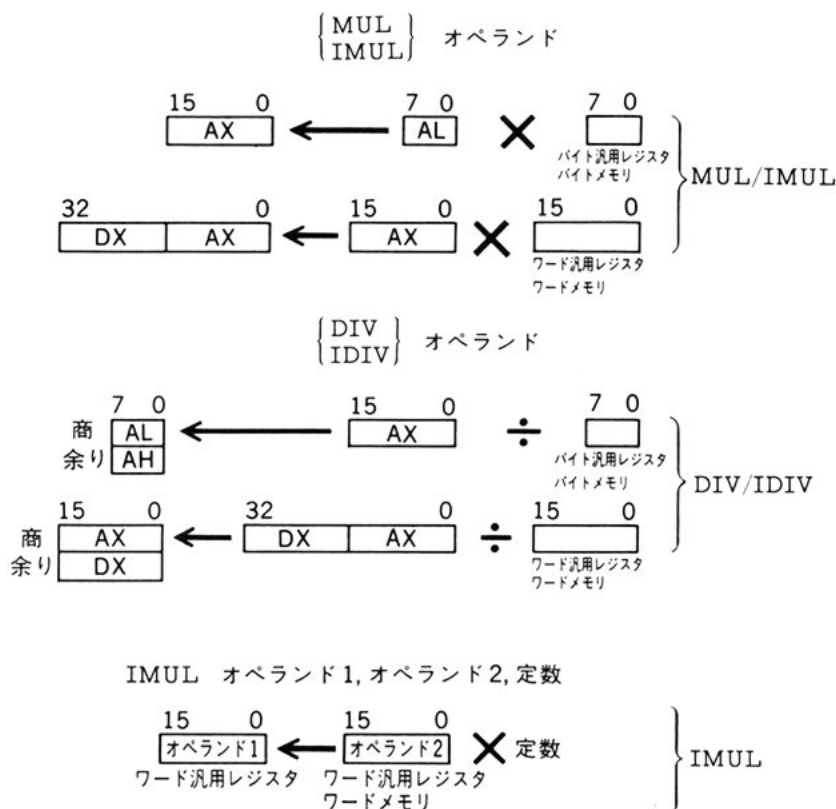 MUL
IMUL オペランド
15 0 7 0 7 0
AX AL
バイト汎用レジスタ
バイトメモリ
MUL/IMUL
32 0 15 0 15 0
DX AX AX
ワード汎用レジスタ
ワードメモリ
DIV
IDIV オペランド
7 0 15 0 7 0
商 AL AX ÷
余り AH
バイト汎用レジスタ
バイトメモリ
DIV/IDIV
15 0 32 0 15 0
商 AX DX AX ÷
余り DX
ワード汎用レジスタ
ワードメモリ
IMUL オペランド1, オペランド2, 定数
15 0 15 0
オペランド1 オペランド2 × 定数
IMUL
ワード汎用レジスタ ワード汎用レジスタ
ワードメモリ